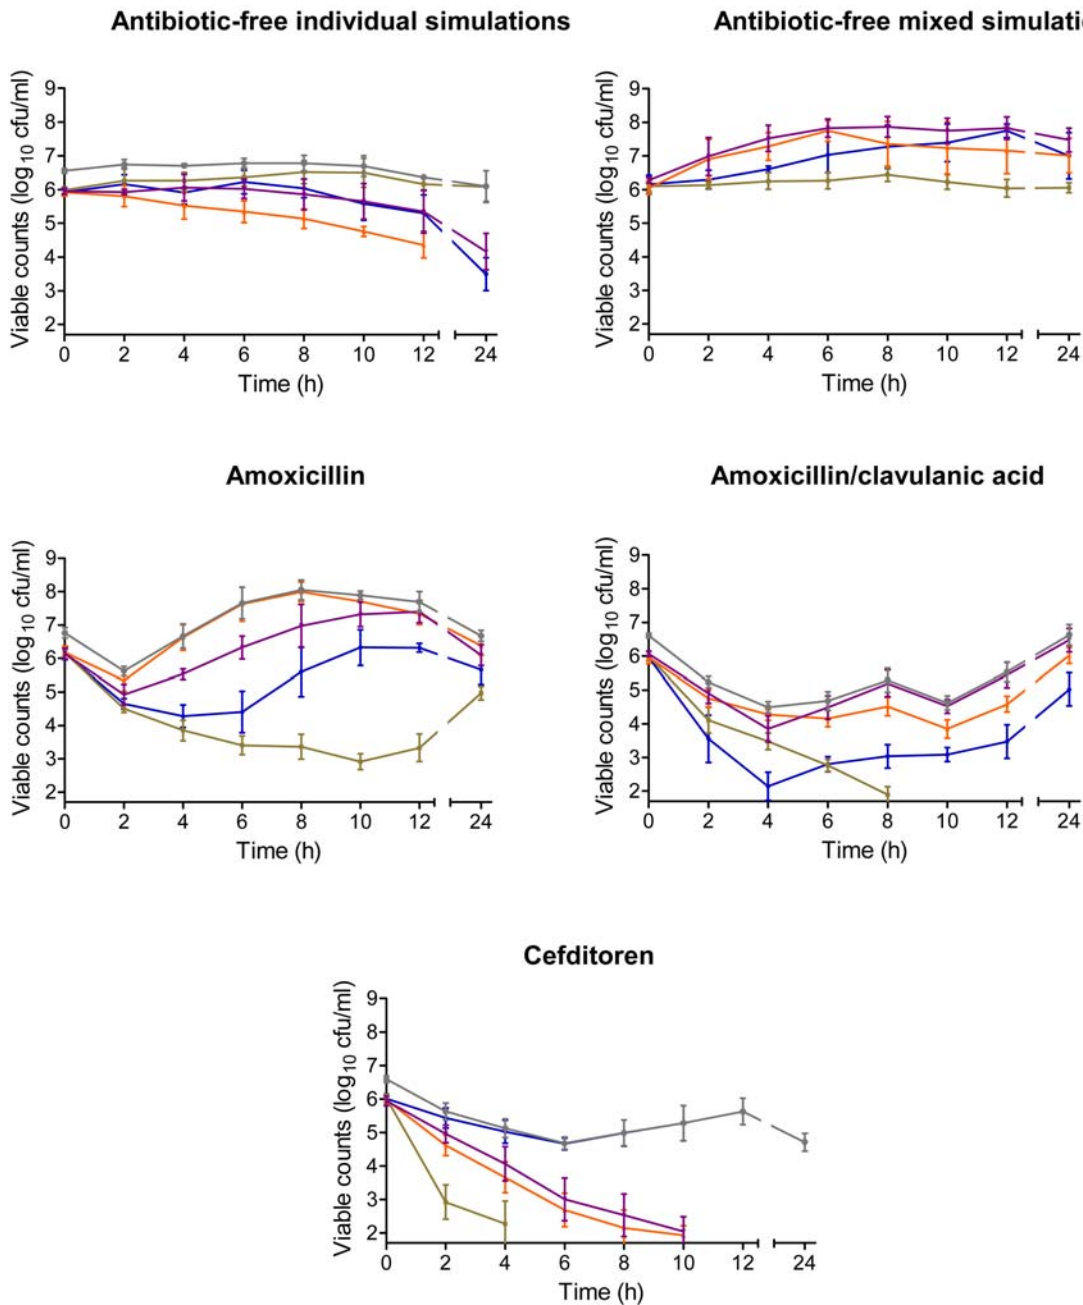 Antibiotic-free individual simulations
Antibiotic-free mixed simulati
Viable counts (log10 cfu/ml)
9
8
7
6
5
4
3
2
0 2 4 6 8 10 12 24
Time (h)
Viable counts (log10 cfu/ml)
9
8
7
6
5
4
3
2
0 2 4 6 8 10 12 24
Time (h)
Amoxicillin
Amoxicillin/clavulanic acid
Viable counts (log10 cfu/ml)
9
8
7
6
5
4
3
2
0 2 4 6 8 10 12 24
Time (h)
Viable counts (log10 cfu/ml)
9
8
7
6
5
4
3
2
0 2 4 6 8 10 12 24
Time (h)
Cefditoren
Viable counts (log10 cfu/ml)
9
8
7
6
5
4
3
2
0 2 4 6 8 10 12 24
Time (h)